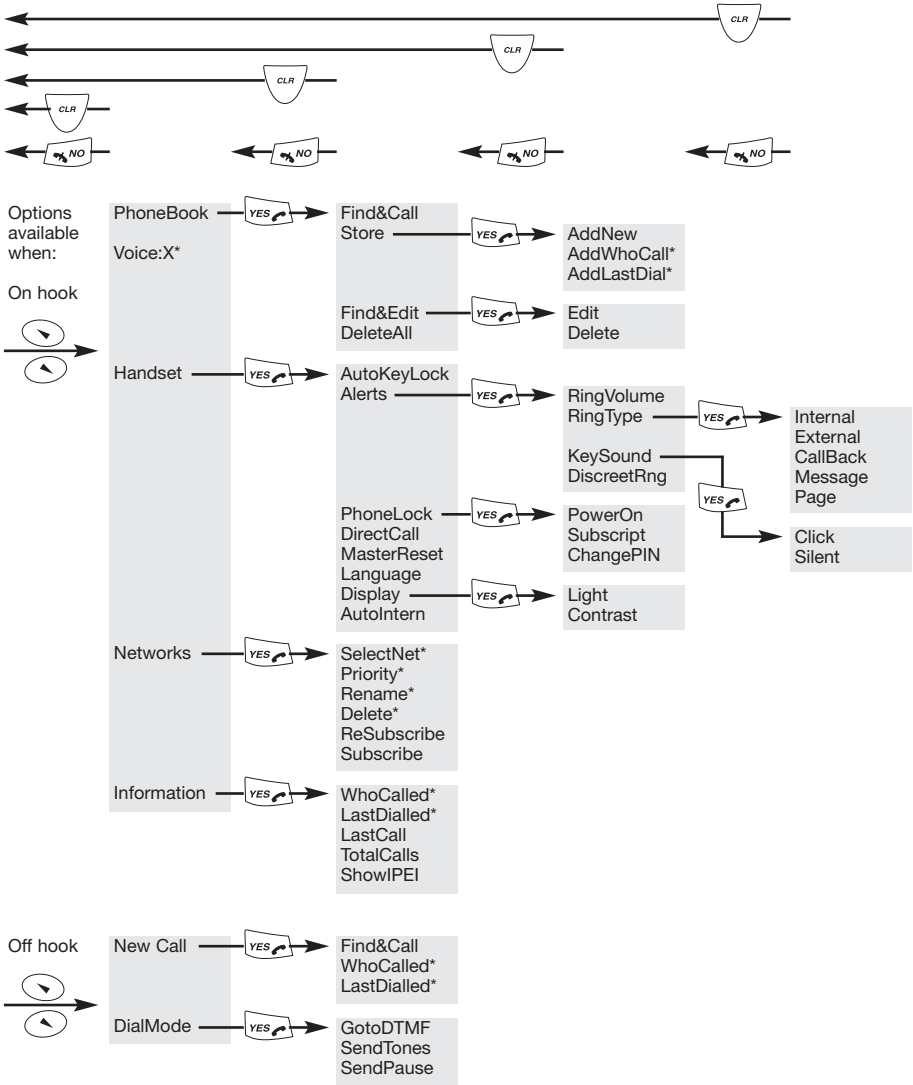 CLR
CLR
CLR
CLR
NO NO NO NO
Options
available
when:
On hook
PhoneBook YES Find&Call
Store YES AddNew
Voice:X*
AddWhoCall*
AddLastDial*
Find&Edit YES Edit
DeleteAll Delete
Handset YES AutoKeyLock
Alerts YES RingVolume
RingType YES Internal
External
KeySound CallBack
DiscreetRng Message
YES Page
PhoneLock YES PowerOn
DirectCall Subscript Click
MasterReset ChangePIN Silent
Language
Display YES Light
AutoIntern Contrast
Networks YES SelectNet*
Priority*
Rename*
Delete*
ReSubscribe
Subscribe
Information YES WhoCalled*
LastDialled*
LastCall
TotalCalls
ShowIPEI
Off hook New Call YES Find&Call
WhoCalled*
LastDialled*
DialMode YES GotoDTMF
SendTones
SendPause